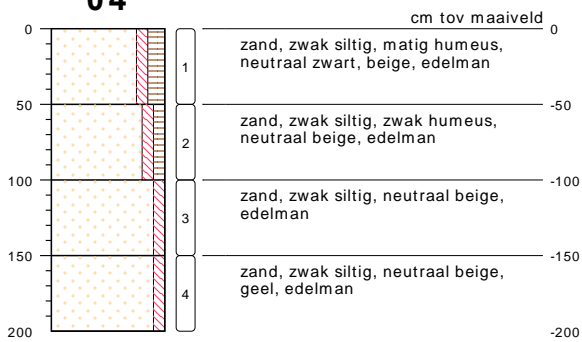 04
cm tov maaiveld
0
0
zand, zwak siltig, matig humeus,
neutraal zwart, beige, edelman
1
50
-50
zand, zwak siltig, zwak humeus,
neutraal beige, edelman
2
100
-100
zand, zwak siltig, neutraal beige,
edelman
3
150
-150
zand, zwak siltig, neutraal beige,
geel, edelman
4
200
-200